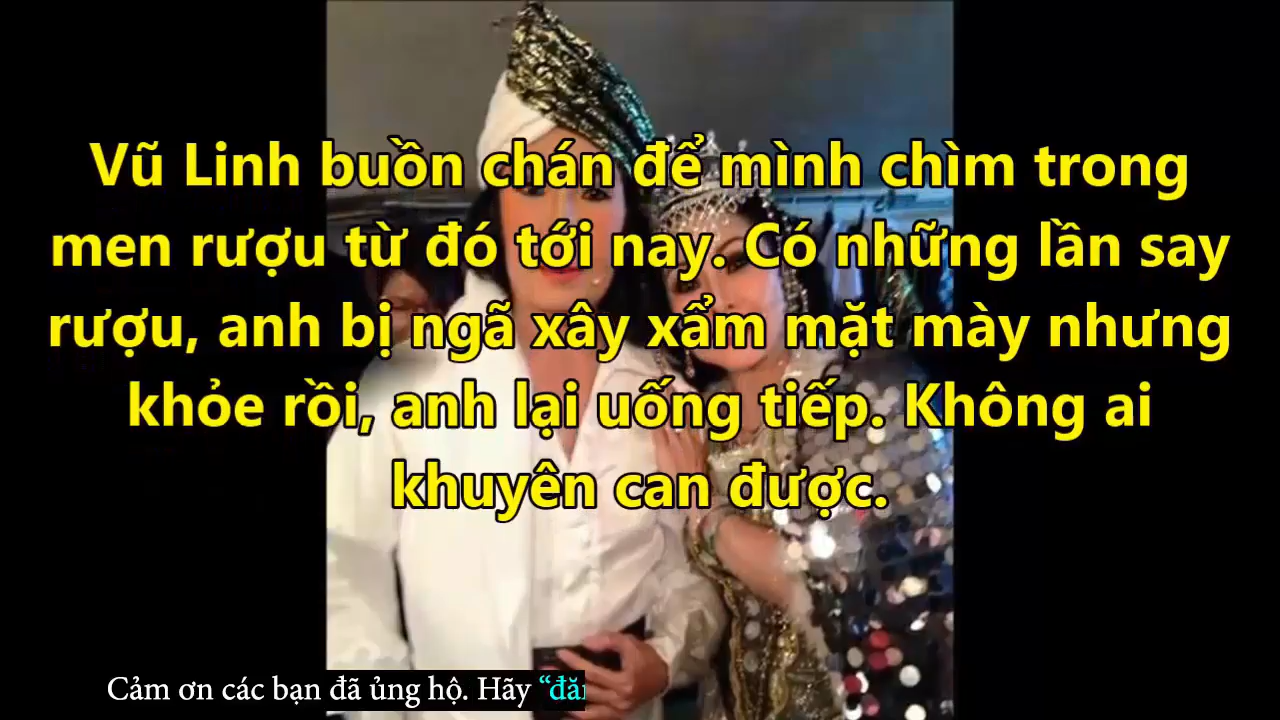 Vũ Linh buồn chán để mình chìm trong
men rượu từ đó tới nay. Có những lần say
rượu, anh bị ngã xây xẩm mặt mày nhưng
khỏe rồi, anh lại uống tiếp. Không ai
khuyên can được.
Cảm ơn các bạn đã ủng hộ. Hãy “